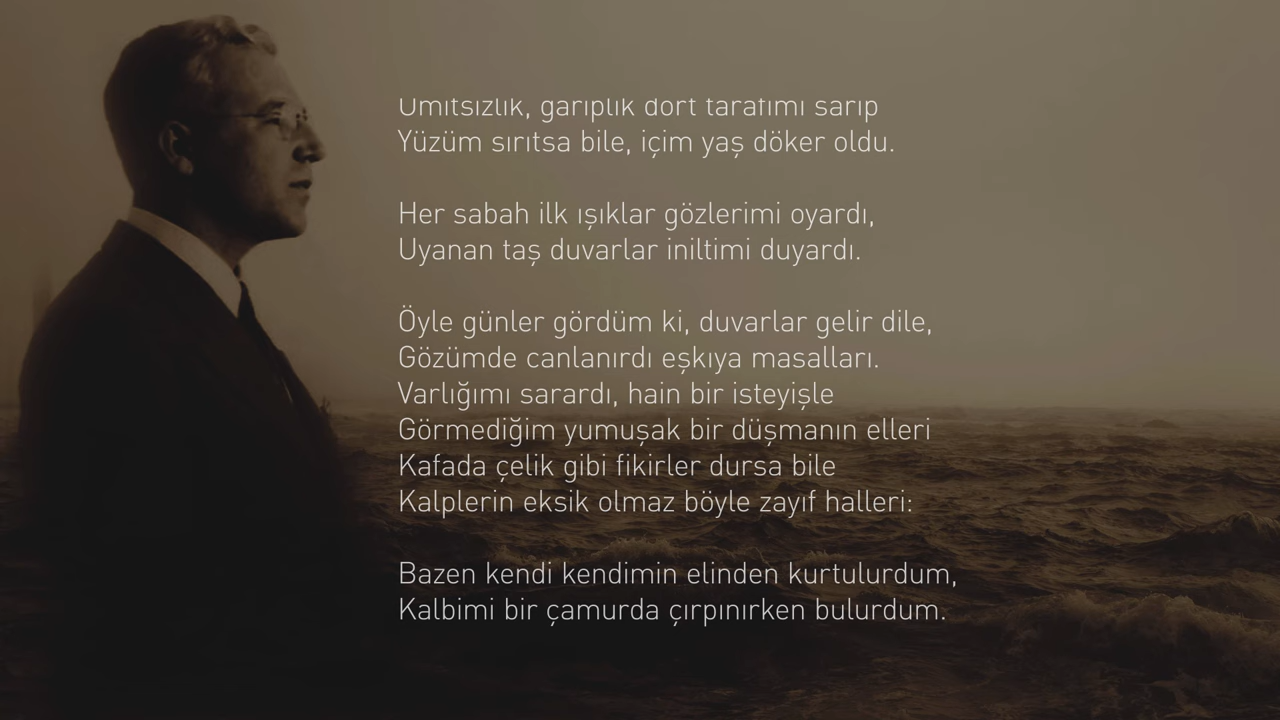 Ümitsizlik, gariplik dört tarafımı sarıp
Yüzüm sırıtsa bile, içim yaş döker oldu.
Her sabah ilk ışıklar gözlerimi oyardı,
Uyanan taş duvarlar iniltimi duyardı.
Öyle günler gördüm ki, duvarlar gelir dile,
Gözümde canlanırdı eşkıya masalları.
Varlığımı sarardı, hain bir isteyişle
Görmediğim yumuşak bir düşmanın elleri
Kafada çelik gibi fikirler dursa bile
Kalplerin eksik olmaz böyle zayıf halleri:
Bazen kendi kendimin elinden kurtulurdum,
Kalbimi bir çamurda çırpınırken bulurdum.